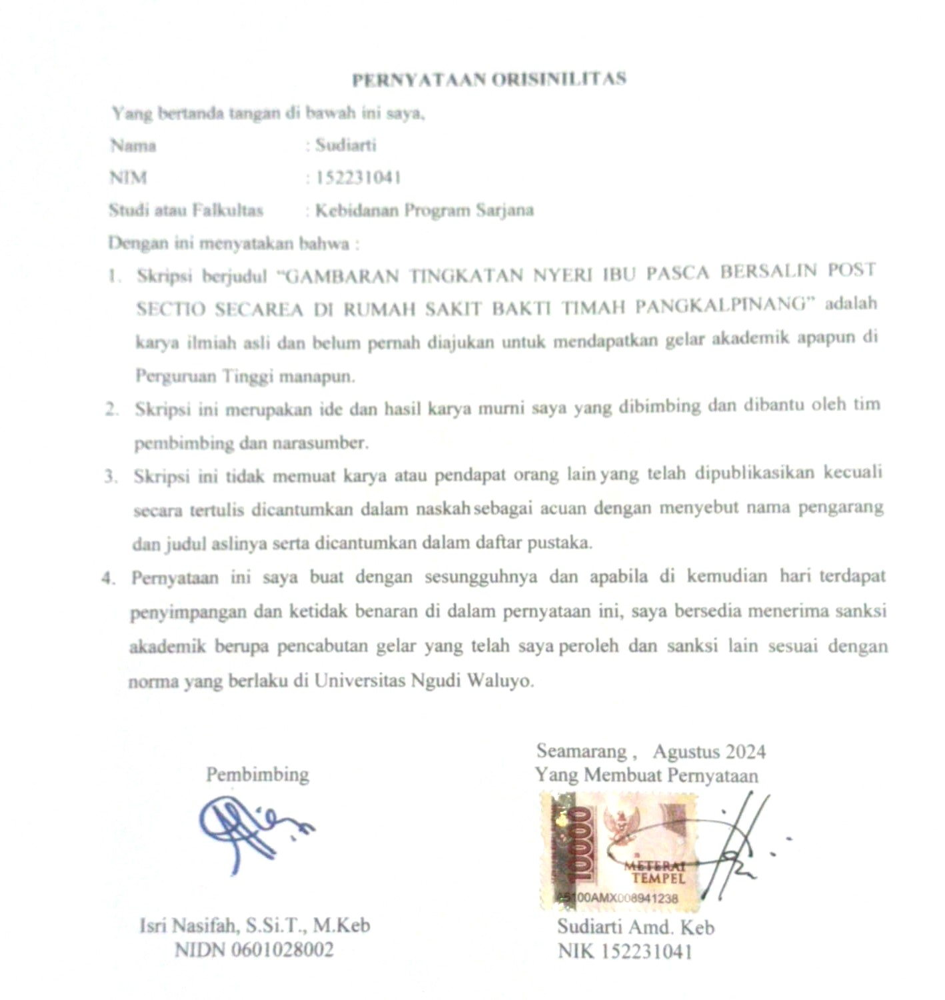 PERNYATAAN ORISINILITAS
Yang bertanda tangan di bawah ini saya,
Nama : Sudiarti
NIM : 152231041
Studi atau Falkultas : Kebidanan Program Sarjana
Dengan ini menyatakan bahwa :
1. Skripsi berjudul “GAMBARAN TINGKATAN NYERI IBU PASCA BERSALIN POST
SECTIO SECAREA DI RUMAH SAKIT BAKTI TIMAH PANGKALPINANG” adalah
karya ilmiah asli dan belum pernah diajukan untuk mendapatkan gelar akademik apapun di
Perguruan Tinggi manapun.
2. Skripsi ini merupakan ide dan hasil karya murni saya yang dibimbing dan dibantu oleh tim
pembimbing dan narasumber.
3. Skripsi ini tidak memuat karya atau pendapat orang lain yang telah dipublikasikan kecuali
secara tertulis dicantumkan dalam naskah sebagai acuan dengan menyebut nama pengarang
dan judul aslinya serta dicantumkan dalam daftar pustaka.
4. Pernyataan ini saya buat dengan sesungguhnya dan apabila di kemudian hari terdapat
penyimpangan dan ketidak benaran di dalam pernyataan ini, saya bersedia menerima sanksi
akademik berupa pencabutan gelar yang telah saya peroleh dan sanksi lain sesuai dengan
norma yang berlaku di Universitas Ngudi Waluyo.
Seamarang , Agustus 2024
Pembimbing
Yang Membuat Pernyataan
10000
METERAI
TEMPEL
Isri Nasifah, S.Si.T., M.Keb
NIDN 0601028002
Sudiarti Amd. Keb
NIK 152231041